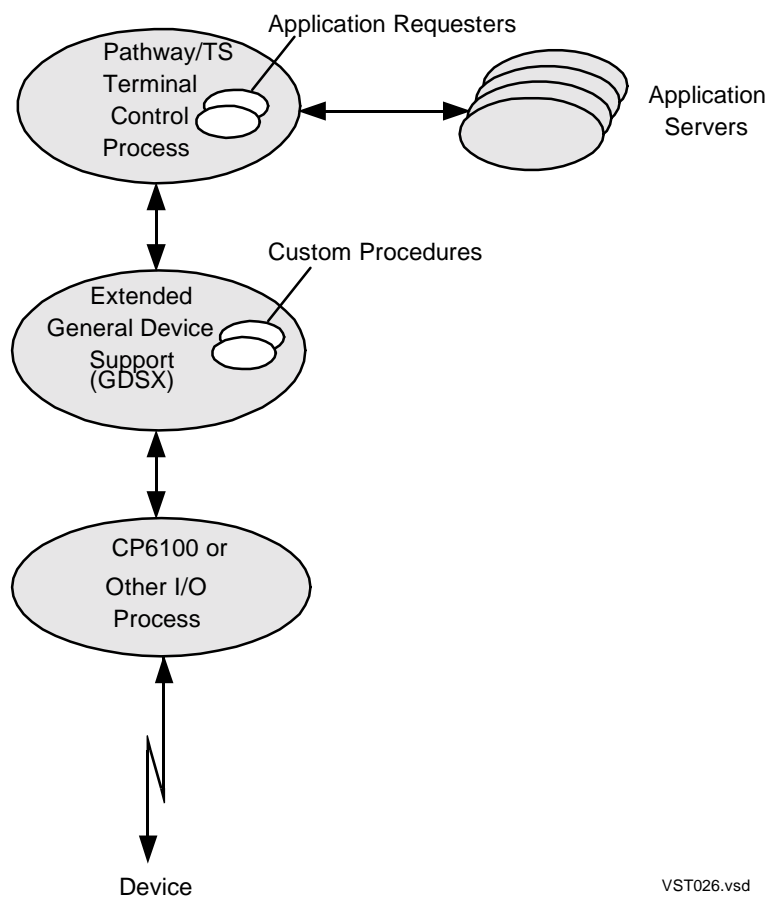 Application Requesters
Pathway/TS
Terminal
Control
Process
Application
Servers
Custom Procedures
Extended
General Device
Support
(GDSX)
CP6100 or
Other I/O
Process
Device
VST026.vsd